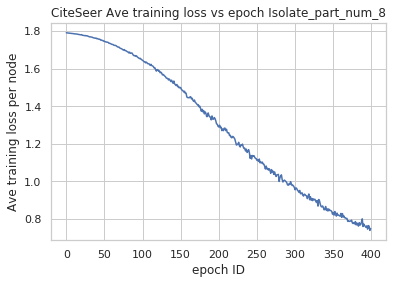 CiteSeer Ave training loss vs epoch Isolate_part_num_8
Ave training loss per node
1.8
1.6
1.4
1.2
1.0
0.8
0 50 100 150 200 250 300 350 400
epoch ID